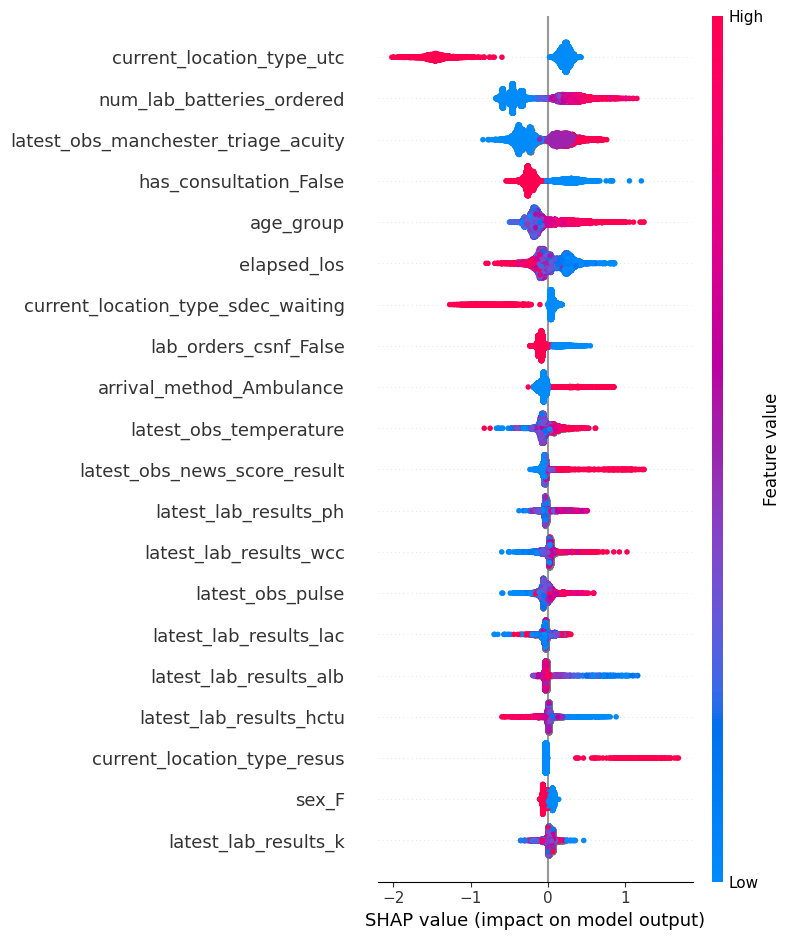 High
current_location_type_utc
num_lab_batteries_ordered
latest_obs_manchester_triage_acuity
has_consultation_False
age_group
elapsed_los
current_location_type_sdec_waiting
lab_orders_csnf_False
arrival_method_Ambulance
latest_obs_temperature
latest_obs_news_score_result
latest_lab_results_ph
latest_lab_results_wcc
latest_obs_pulse
latest_lab_results_lac
latest_lab_results_alb
latest_lab_results_hctu
current_location_type_resus
sex_F
latest_lab_results_k
Feature value
Low
−2 −1 0 1
SHAP value (impact on model output)